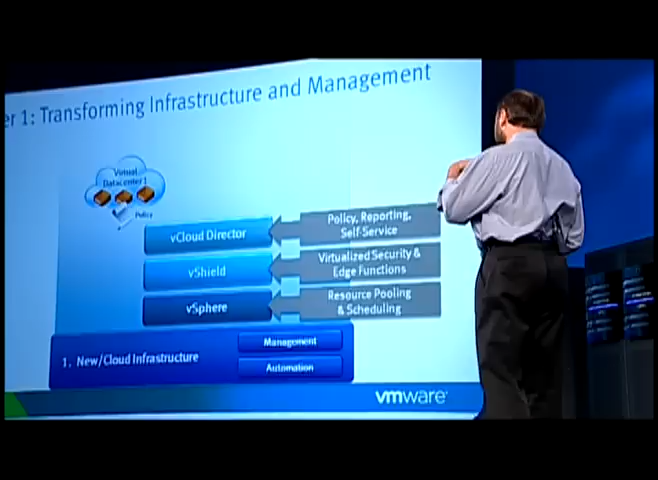 er 1: Transforming Infrastructure and Management
Virtual
Datacenter 1
Policy
vCloud Director
Policy, Reporting,
Self-Service
vShield
Virtualized Security &
Edge Functions
vSphere
Resource Pooling
& Scheduling
1. New/Cloud Infrastructure
Management
Automation
vmware